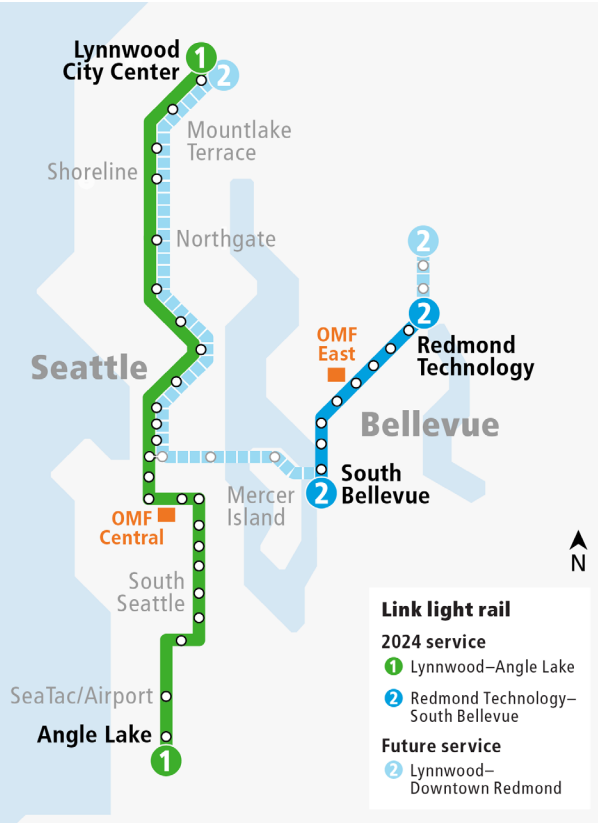 Lynnwood
City Center
1
2
Mountlake
Terrace
Shoreline
Northgate
2
2
OMF
East
Redmond
Technology
Seattle
Bellevue
South
Bellevue
2
Mercer
Island
OMF
Central
N
South
Seattle
SeaTac/Airport
Angle Lake
1
Link light rail
2024 service
1 Lynnwood–Angle Lake
2 Redmond Technology–
South Bellevue
Future service
2 Lynnwood–
Downtown Redmond